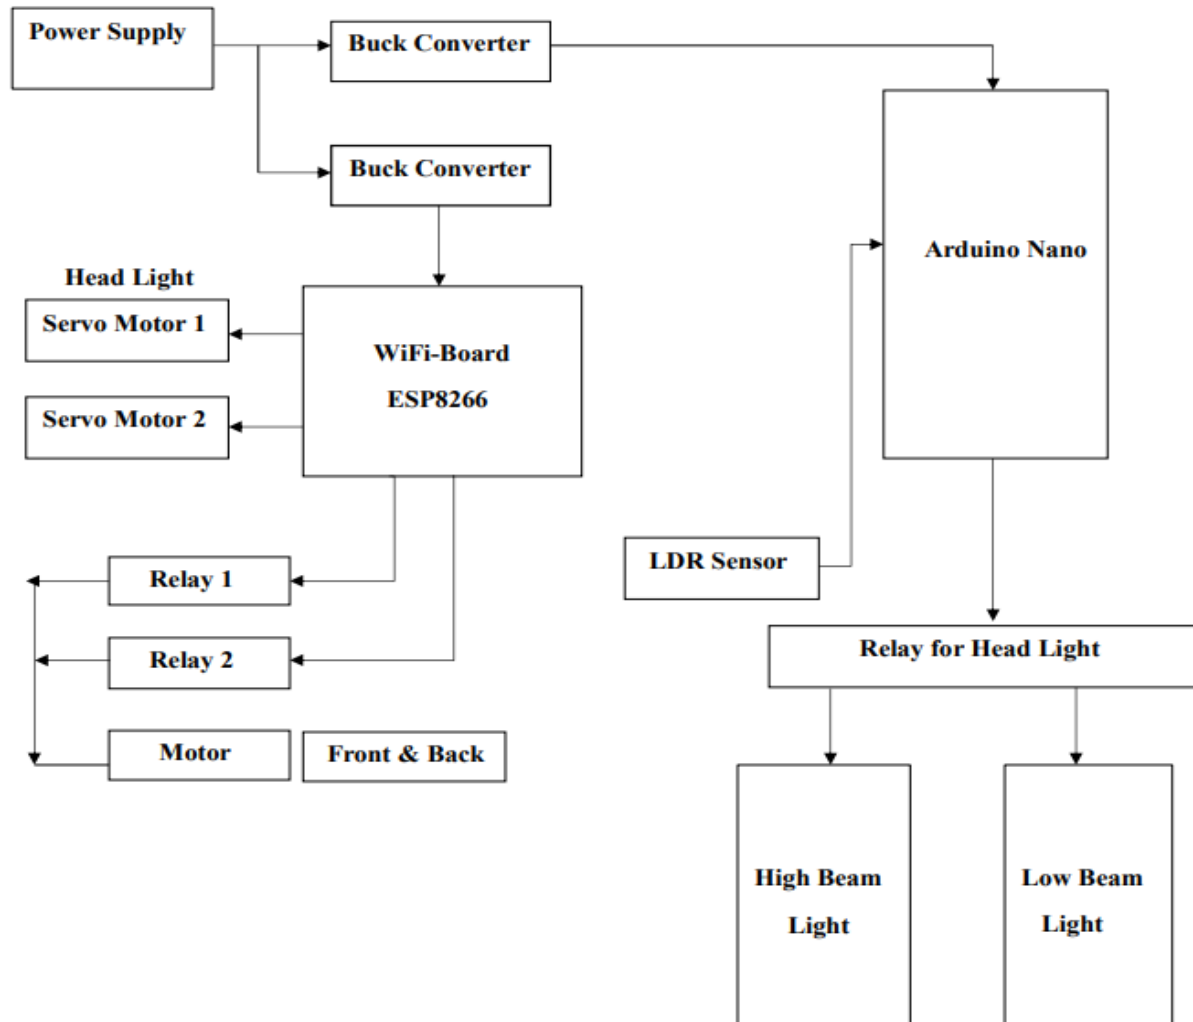 Power Supply
Buck Converter
Buck Converter
Arduino Nano
Head Light
Servo Motor 1
WiFi-Board
ESP8266
Servo Motor 2
LDR Sensor
Relay 1
Relay for Head Light
Relay 2
Motor
Front & Back
High Beam
Light
Low Beam
Light